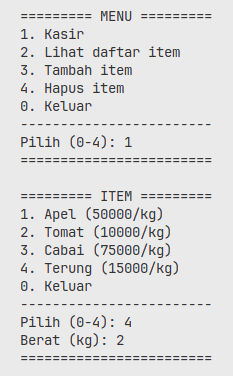 ========= MENU =========
1. Kasir
2. Lihat daftar item
3. Tambah item
4. Hapus item
0. Keluar
------------------------
Pilih (0-4): 1
========================

========= ITEM =========
1. Apel (50000/kg)
2. Tomat (10000/kg)
3. Cabai (75000/kg)
4. Terung (15000/kg)
0. Keluar
------------------------
Pilih (0-4): 4
Berat (kg): 2
========================